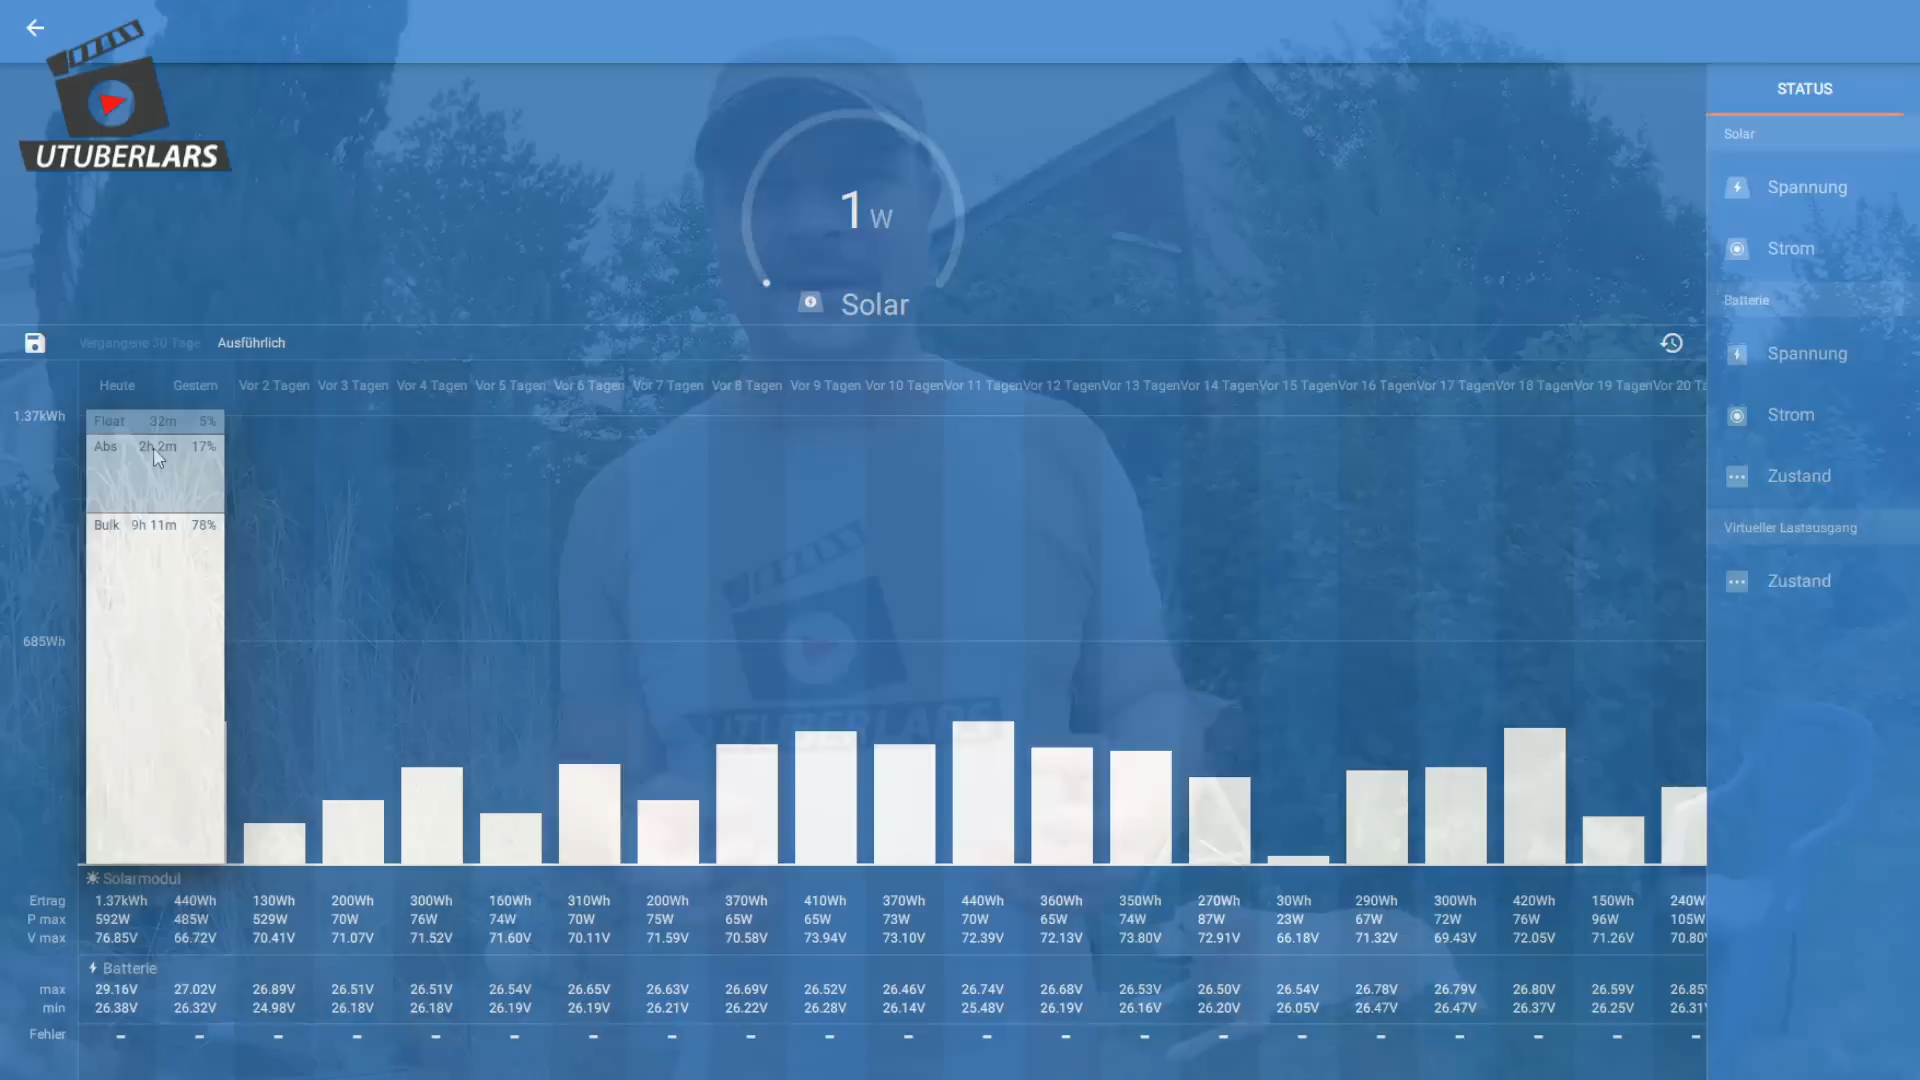 UTUBERLARS
1 W
Solar
Vergangene 30 Tage Ausführlich
Heute Gestern Vor 2 Tagen Vor 3 Tagen Vor 4 Tagen Vor 5 Tagen Vor 6 Tagen Vor 7 Tagen Vor 8 Tagen Vor 9 Tagen Vor 10 Tagen Vor 11 Tagen Vor 12 Tagen Vor 13 Tagen Vor 14 Tagen Vor 15 Tagen Vor 16 Tagen Vor 17 Tagen Vor 18 Tagen Vor 19 Tagen Vor 20 T
1.37kWh
Float 32m 5%
Abs 2h 2m 17%
Bulk 9h 11m 78%
685Wh
UTUBERLARS
Solarmodul
Ertrag 1.37kWh 440Wh 130Wh 200Wh 300Wh 160Wh 310Wh 200Wh 370Wh 410Wh 370Wh 440Wh 360Wh 350Wh 270Wh 30Wh 290Wh 300Wh 420Wh 150Wh 240W
P max 592W 485W 529W 70W 76W 74W 70W 75W 65W 65W 73W 70W 65W 74W 87W 23W 67W 72W 76W 96W 105W
V max 76.85V 66.72V 70.41V 71.07V 71.52V 71.60V 70.11V 71.59V 70.58V 73.94V 73.10V 72.39V 72.13V 73.80V 72.91V 66.18V 71.32V 69.43V 72.05V 71.26V 70.80
Batterie
max 29.16V 27.02V 26.89V 26.51V 26.51V 26.54V 26.65V 26.63V 26.69V 26.52V 26.46V 26.74V 26.68V 26.53V 26.50V 26.54V 26.78V 26.79V 26.80V 26.59V 26.85
min 26.38V 26.32V 24.98V 26.18V 26.18V 26.19V 26.19V 26.21V 26.22V 26.28V 26.14V 25.48V 26.19V 26.16V 26.20V 26.05V 26.47V 26.47V 26.37V 26.25V 26.31
Fehler - - - - - - - - - - - - - - - - - - - - -
STATUS
Solar
Spannung
Strom
Batterie
Spannung
Strom
Zustand
Virtueller Lastausgang
Zustand